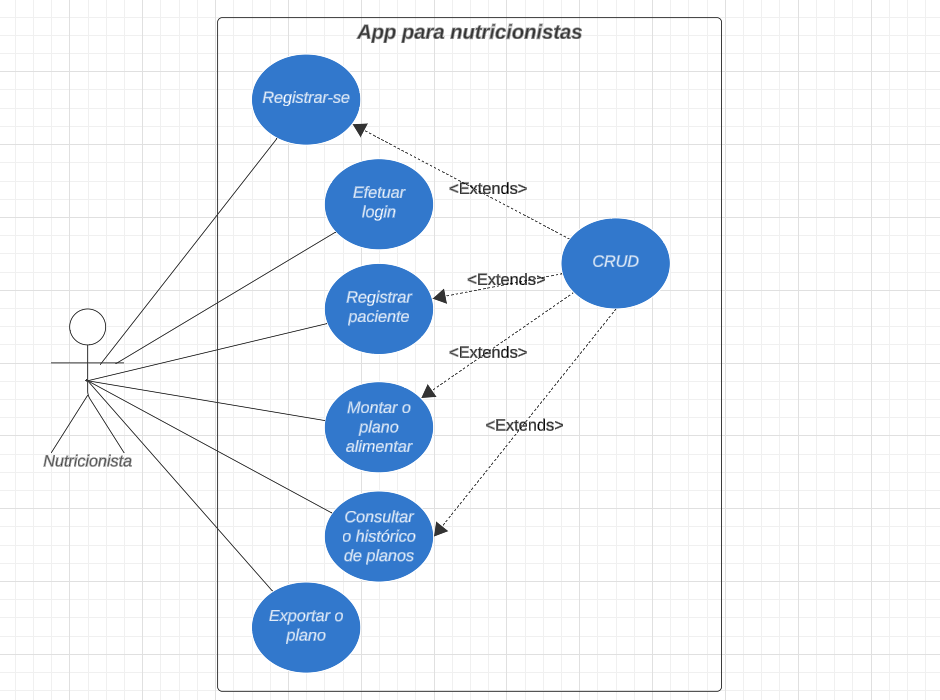 App para nutricionistas
Registrar-se
<Extends>
Efetuar
login
CRUD
<Extends>
Registrar
paciente
<Extends>
Montar o
plano
alimentar
<Extends>
Nutricionista
Consultar
o histórico
de planos
Exportar o
plano